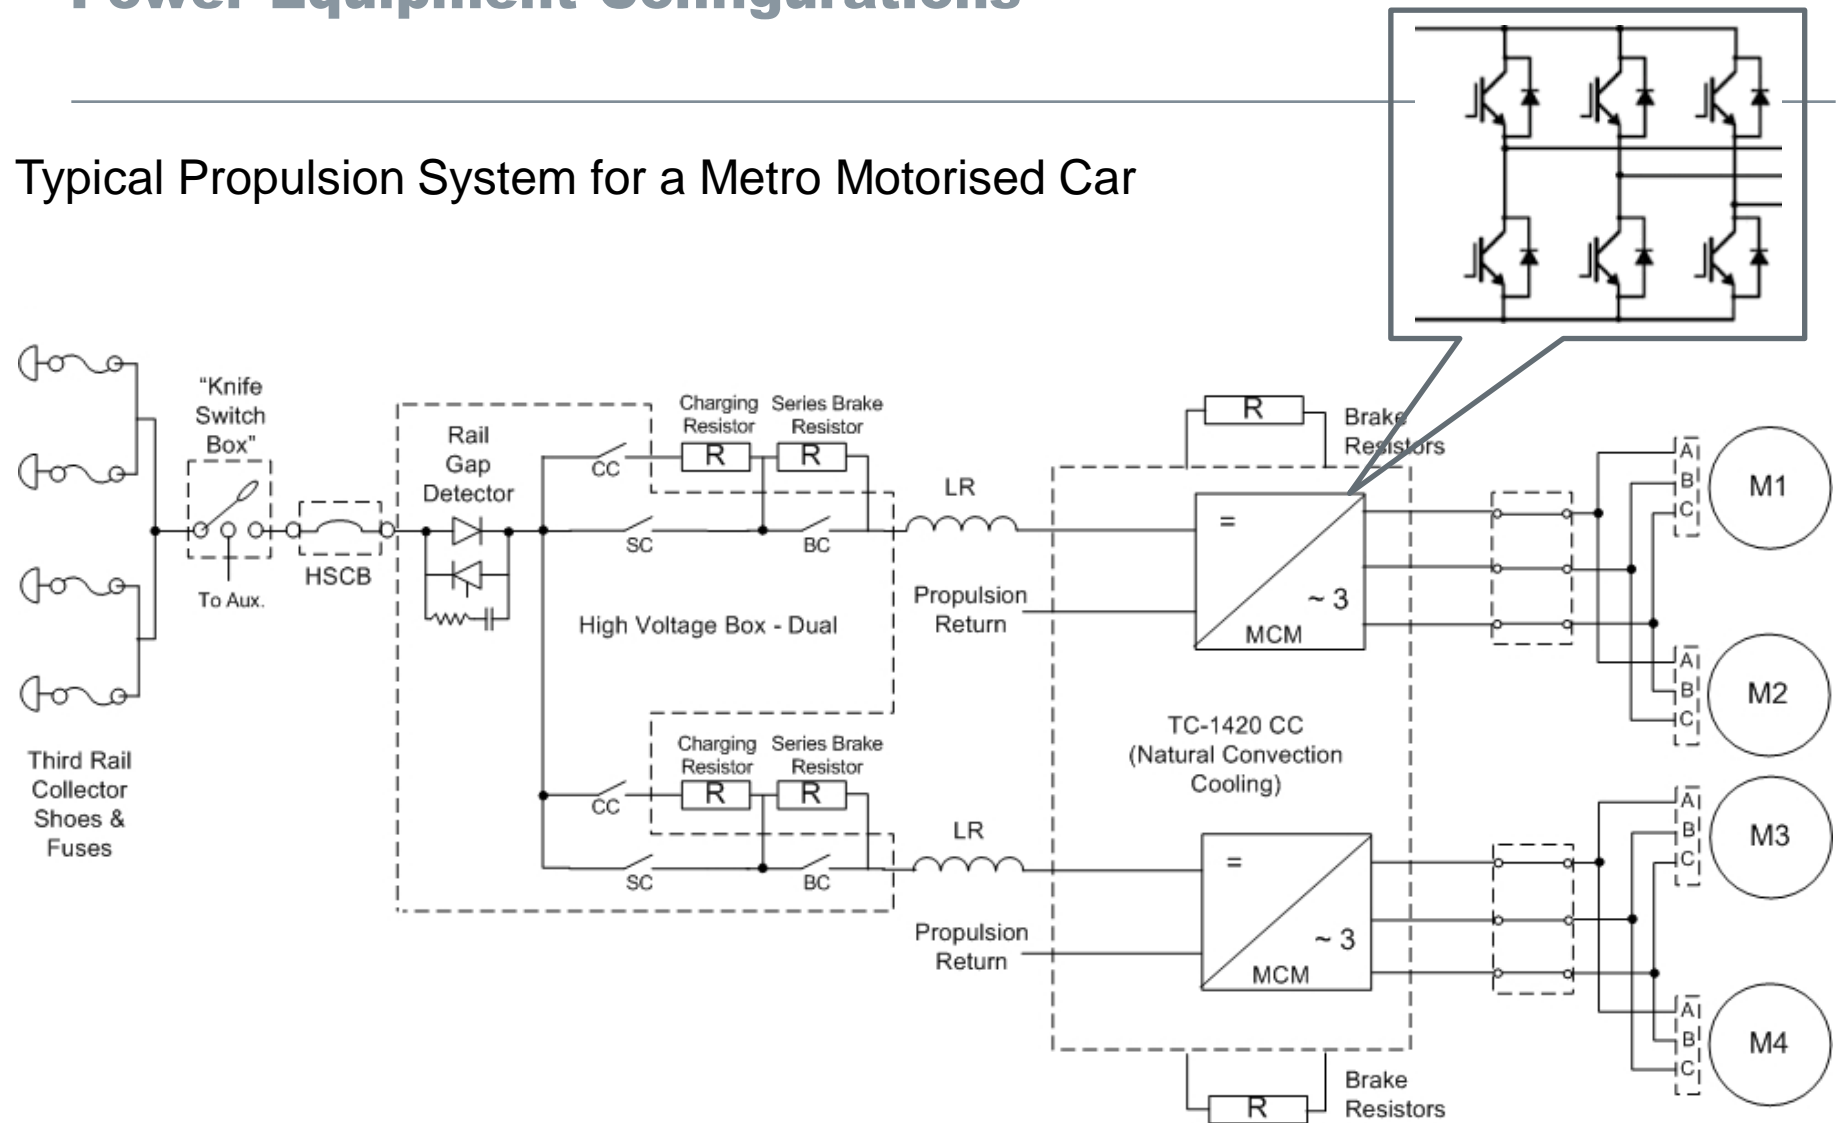 Power Equipment Configurations
Typical Propulsion System for a Metro Motorised Car
"Knife
Switch
Box"
To Aux.
HSCB
Third Rail
Collector
Shoes &
Fuses
Rail
Gap
Detector
CC
Charging
Resistor
R
Series Brake
Resistor
R
SC
BC
High Voltage Box - Dual
CC
Charging
Resistor
R
Series Brake
Resistor
R
SC
BC
LR
Propulsion
Return
LR
Propulsion
Return
R
Brake
Resistors
=
~ 3
MCM
TC-1420 CC
(Natural Convection
Cooling)
=
~ 3
MCM
R
Brake
Resistors
A
B
C
M1
A
B
C
M2
A
B
C
M3
A
B
C
M4